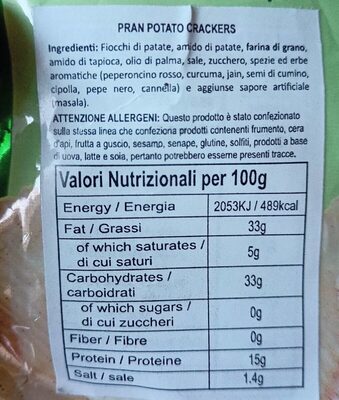 PRAN POTATO CRACKERS
Ingredienti: Fiocchi di patate, amido di patate, farina di grano,
amido di tapioca, olio di palma, sale, zucchero, spezie ed erbe
aromatiche (peperoncino rosso, curcuma, jain, semi di cumino,
cipolla, pepe nero, cannella) e aggiunse sapore artificiale
(masala).
ATTENZIONE ALLERGENI: Questo prodotto è stato confezionato
sulla stessa linea che confeziona prodotti contenenti frumento, cera
d'api, frutta a guscio, sesamo, senape, glutine, solfiti, prodotti a base
di uova, latte e soia, pertanto potrebbero esserne presenti tracce.
Valori Nutrizionali per 100g
Energy / Energia 2053KJ / 489kcal
Fat / Grassi 33g
of which saturates / 5g
di cui saturi
Carbohydrates / 33g
carboidrati
of which sugars / 0g
di cui zuccheri
Fiber / Fibre 0g
Protein / Proteine 15g
Salt / sale 1.4g